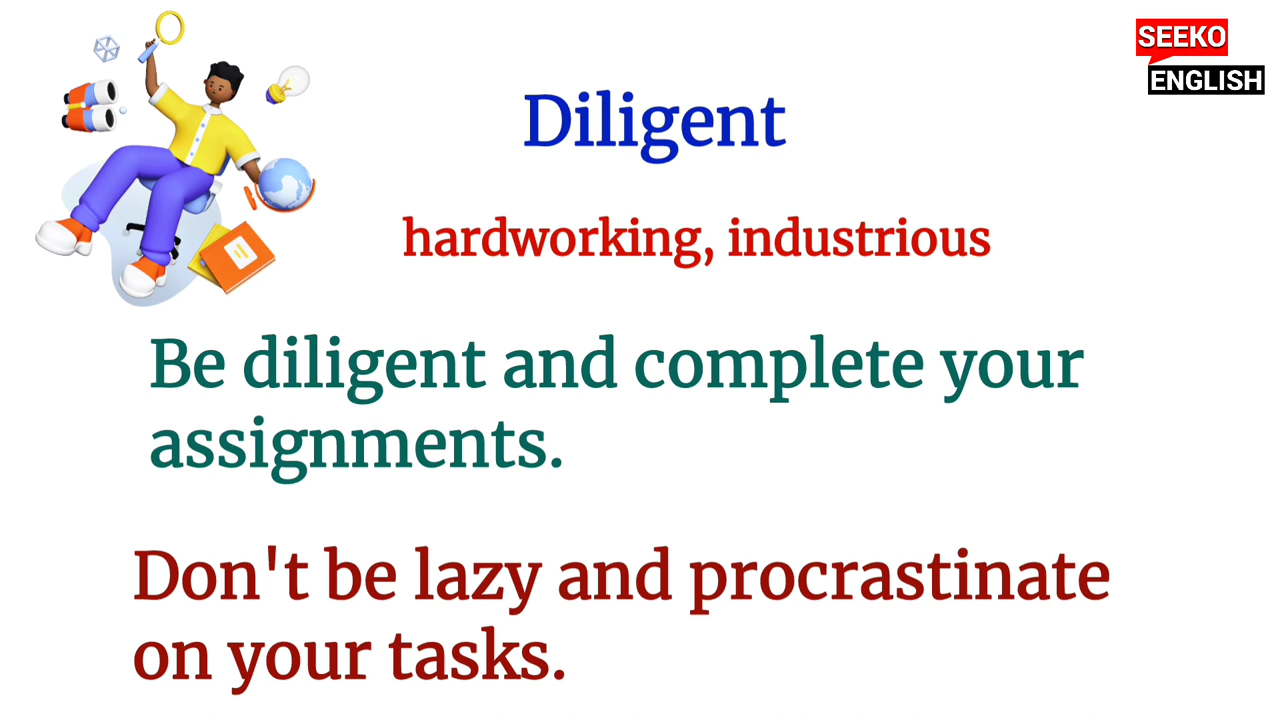 SEEKO
ENGLISH
Diligent
hardworking, industrious
Be diligent and complete your
assignments.
Don't be lazy and procrastinate
on your tasks.